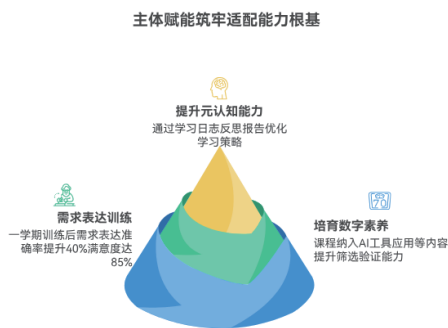 主体赋能筑牢适配能力根基
提升元认知能力
通过学习日志反思报告优化
学习策略
需求表达训练
一学期训练后需求表达准
确率提升40%满意度达
85%
培育数字素养
课程纳入AI工具应用等内容
提升筛选验证能力